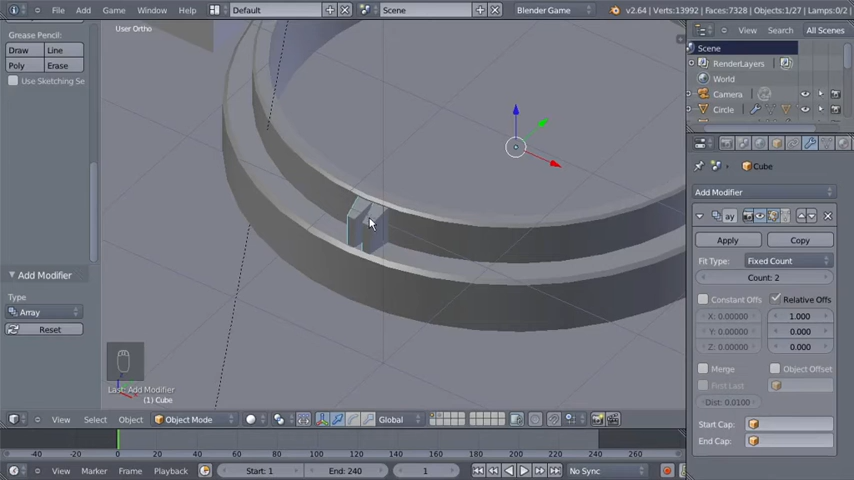 File Add Game Window Help Default Scene Blender Game v2.64 | Verts:13992 | Faces:7328 | Objects:1/27 | Lamps:0/2
Grease Pencil:
Draw Line
Poly Erase
Use Sketching Se
Add Modifier
Type
Array
Reset
User Ortho
Last: Add Modifier
(1) Cube
View Select Object Object Mode Global
View Search All Scenes
Scene
RenderLayers
World
Camera
Circle
Cube
Add Modifier
ay
Apply Copy
Fit Type: Fixed Count
Count: 2
Constant Offs Relative Offs
X: 0.00000 1.000
Y: 0.00000 0.000
Z: 0.00000 0.000
Merge Object Offset
First Last
Dist: 0.0100
Start Cap:
End Cap:
-40 -20 0 20 40 60 80 100 120 140 160 180 200 220 240 260
View Marker Frame Playback Start: 1 End: 240 1 No Sync